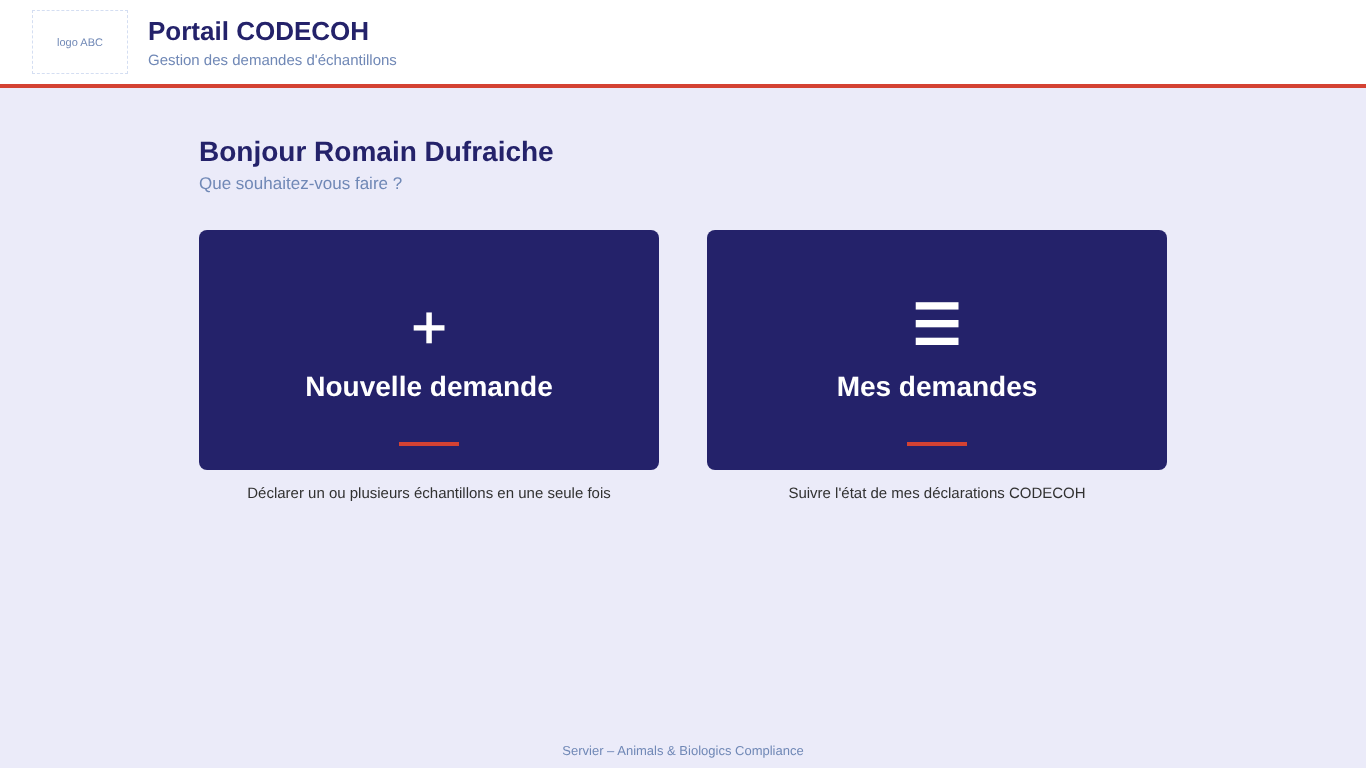 logo ABC
Portail CODECOH
Gestion des demandes d'échantillons
Bonjour Romain Dufraiche
Que souhaitez-vous faire ?
+
Nouvelle demande
Déclarer un ou plusieurs échantillons en une seule fois
☰
Mes demandes
Suivre l'état de mes déclarations CODECOH
Servier – Animals & Biologics Compliance